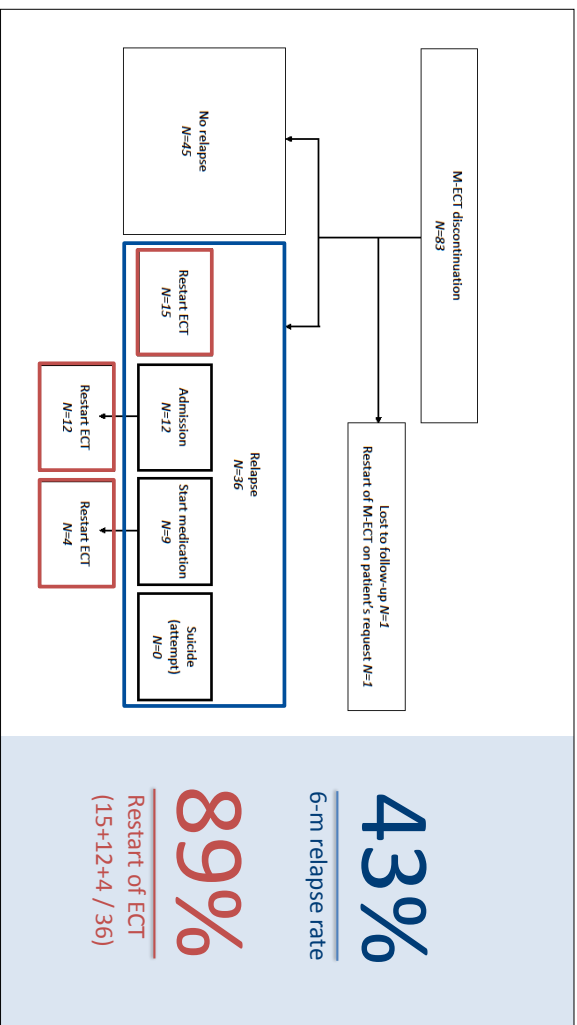 M-ECT discontinuation
N=83
Lost to follow-up N=1
Restart of M-ECT on patient's request N=1
No relapse
N=45
Relapse
N=36
Restart ECT
N=15
Admission
N=12
Start medication
N=9
Suicide
(attempt)
N=0
Restart ECT
N=12
Restart ECT
N=4
43%
6-m relapse rate
89%
Restart of ECT
(15+12+4 / 36)